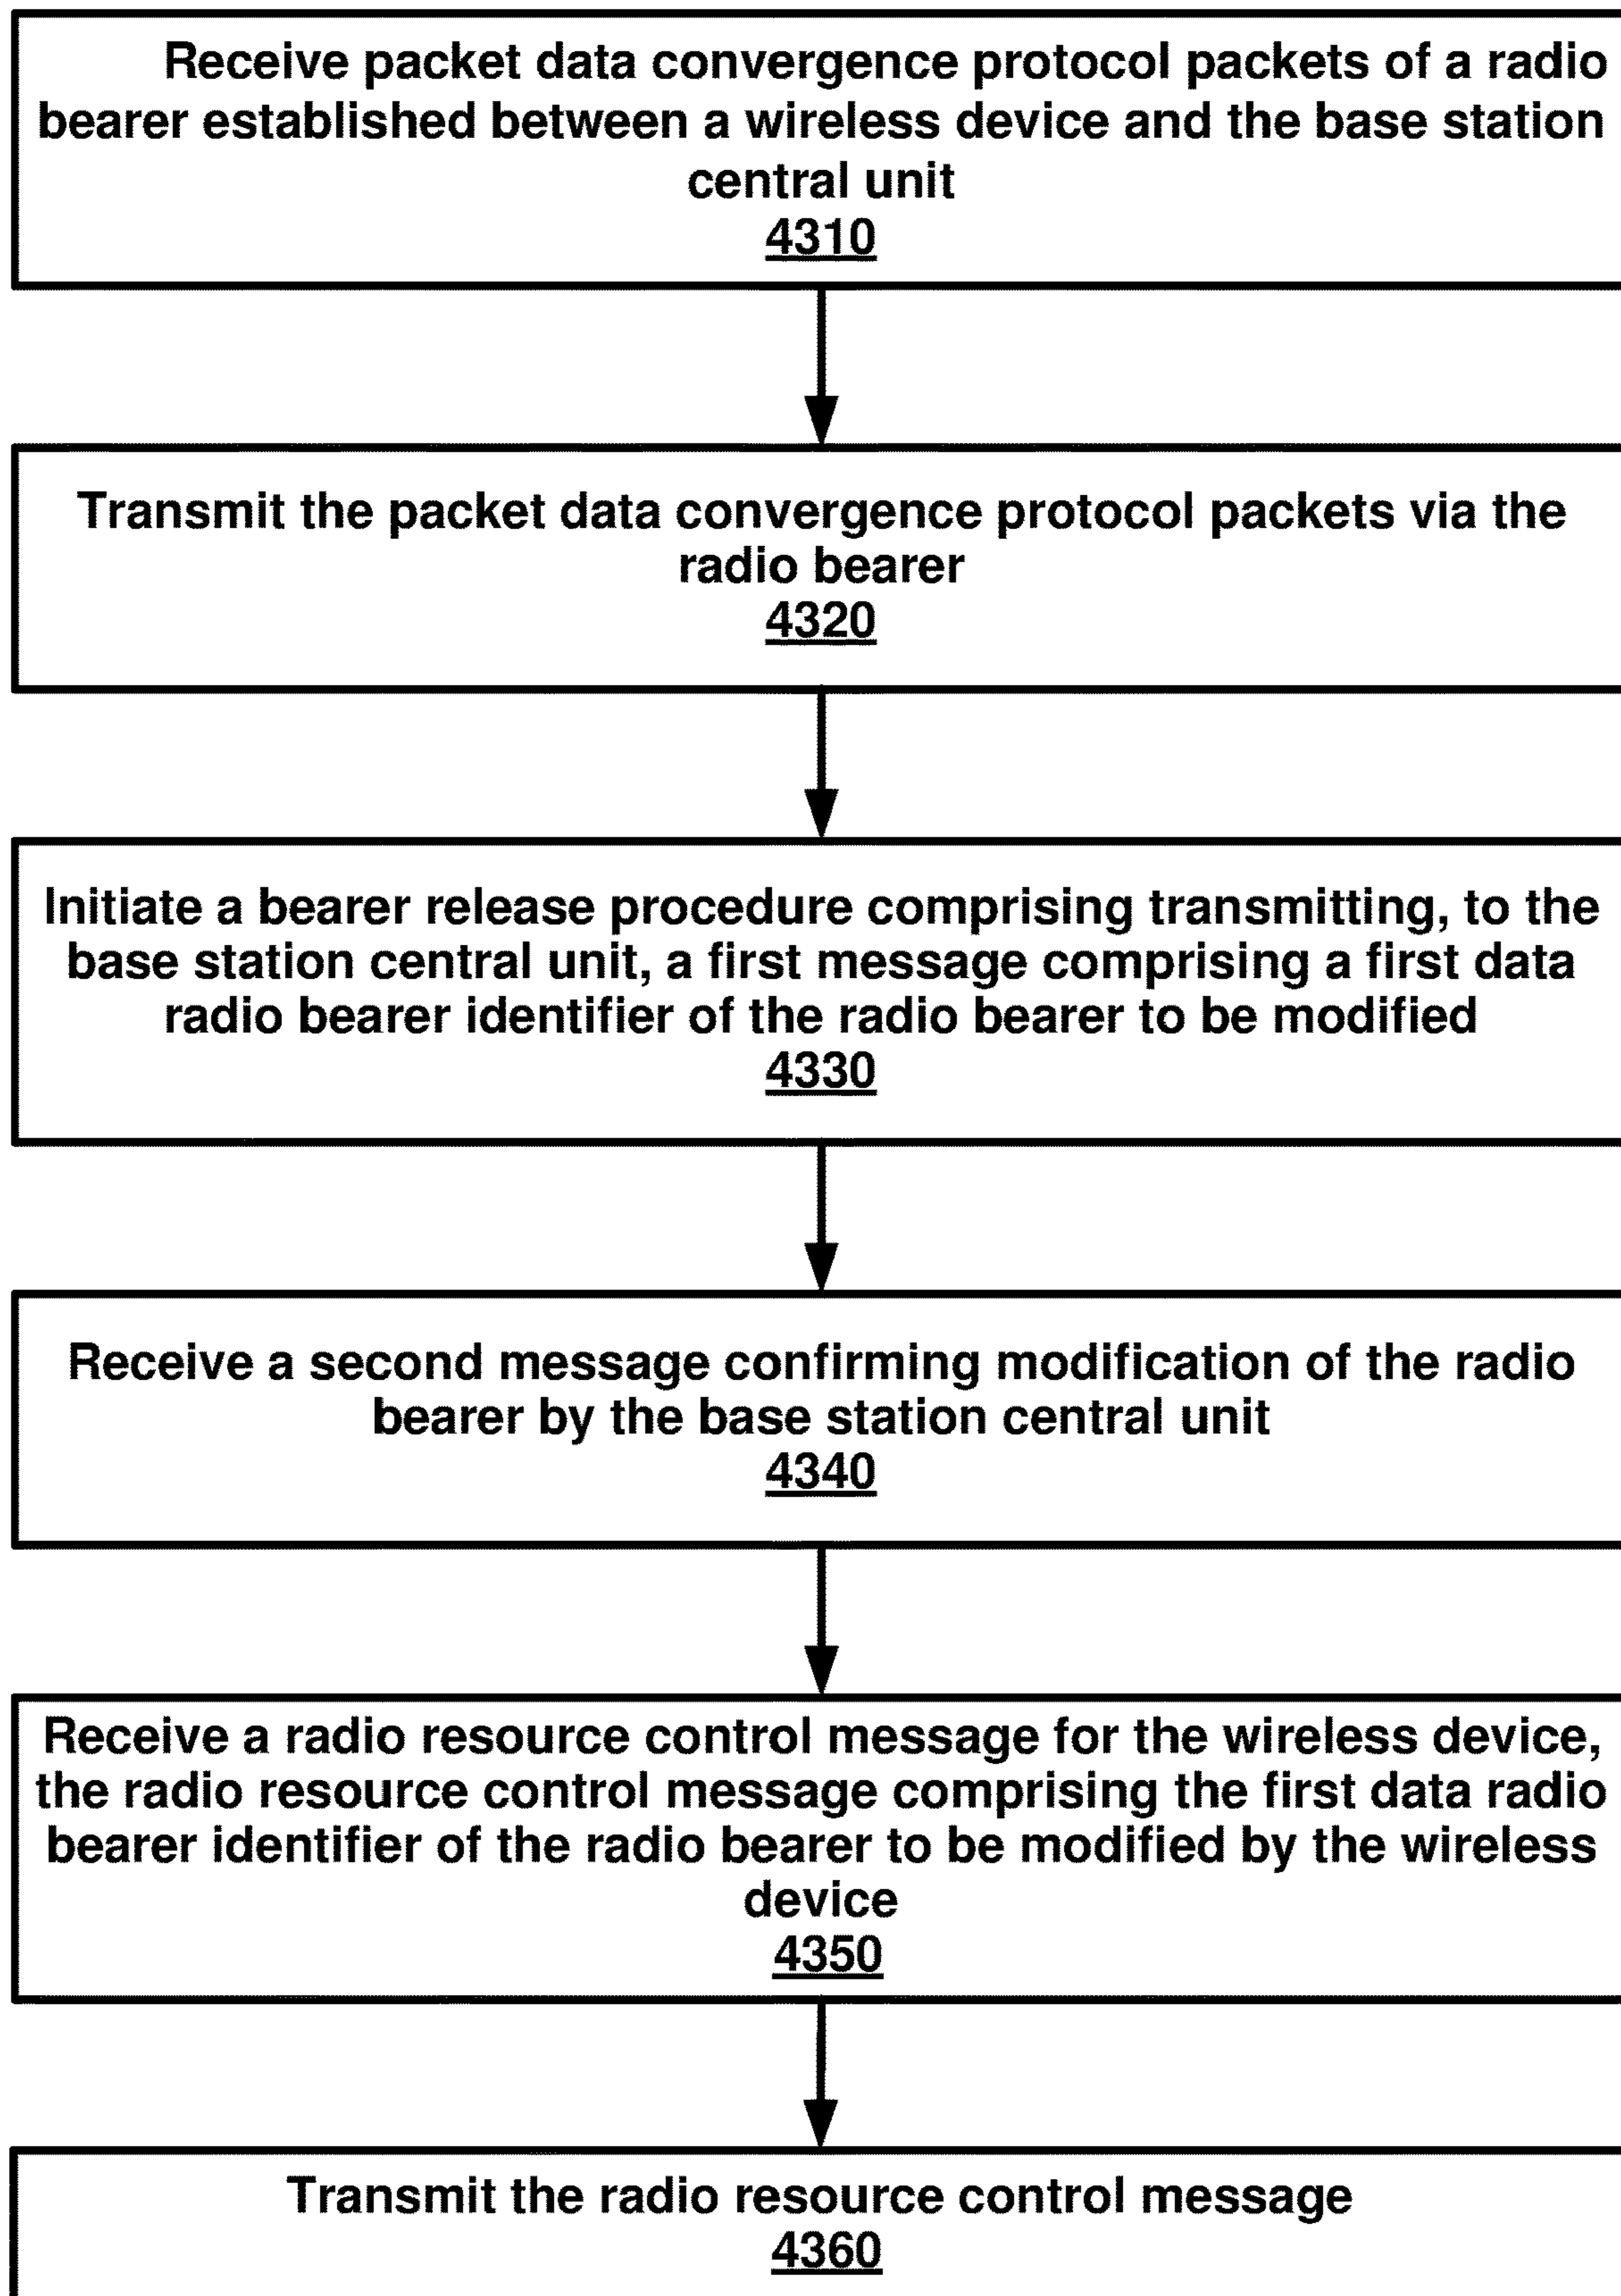 Receive packet data convergence protocol packets of a radio
bearer established between a wireless device and the base station
central unit
4310
Transmit the packet data convergence protocol packets via the
radio bearer
4320
Initiate a bearer release procedure comprising transmitting, to the
base station central unit, a first message comprising a first data
radio bearer identifier of the radio bearer to be modified
4330
Receive a second message confirming modification of the radio
bearer by the base station central unit
4340
Receive a radio resource control message for the wireless device,
the radio resource control message comprising the first data radio
bearer identifier of the radio bearer to be modified by the wireless
device
4350
Transmit the radio resource control message
4360